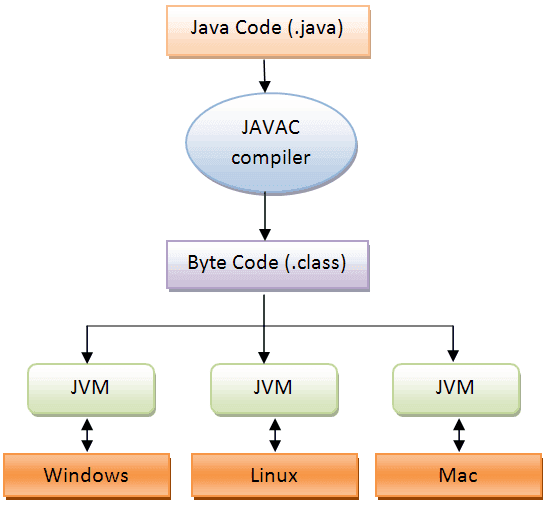 Java Code (.java)
JAVAC
compiler
Byte Code (.class)
JVM
JVM
JVM
Windows
Linux
Mac